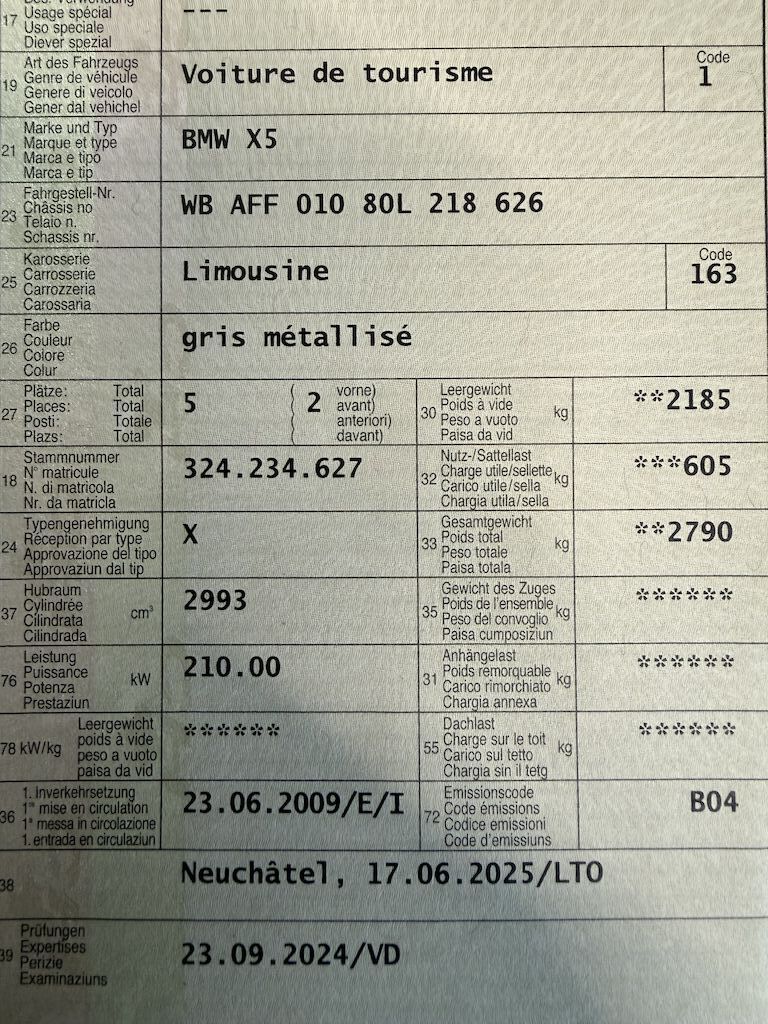 17 Usage spécial
Uso speciale
Diever spezial
---
19 Art des Fahrzeugs
Genre de véhicule
Genere di veicolo
Gener dal vehichel
Voiture de tourisme
Code
1
21 Marke und Typ
Marque et type
Marca e tipo
Marca e tip
BMW X5
23 Fahrgestell-Nr.
Châssis no
Telaio n.
Schassis nr.
WB AFF 010 80L 218 626
25 Karosserie
Carrosserie
Carrozzeria
Carossaria
Limousine
Code
163
26 Farbe
Couleur
Colore
Colur
gris métallisé
27 Plätze: Total
Places: Total
Posti: Totale
Plazs: Total
5
( 2 vorne)
( avant)
( anteriori)
( davant)
30 Leergewicht
Poids à vide
Peso a vuoto kg
Paisa da vid
**2185
18 Stammnummer
N° matricule
N. di matricola
Nr. da matricla
324.234.627
32 Nutz-/Sattellast
Charge utile/sellette
Carico utile/sella kg
Chargia utila/sella
***605
24 Typengenehmigung
Réception par type
Approvazione del tipo
Approvaziun dal tip
X
33 Gesamtgewicht
Poids total
Peso totale kg
Paisa totala
**2790
37 Hubraum
Cylindrée
Cilindrata cm³
Cilindrada
2993
35 Gewicht des Zuges
Poids de l'ensemble
Peso del convoglio kg
Paisa cumposiziun
******
76 Leistung
Puissance
Potenza kW
Prestaziun
210.00
31 Anhängelast
Poids remorquable
Carico rimorchiato kg
Chargia annexa
******
78 kW/kg Leergewicht
poids à vide
peso a vuoto
paisa da vid
******
55 Dachlast
Charge sur le toit
Carico sul tetto kg
Chargia sin il tetg
******
36 1. Inverkehrsetzung
1re mise en circulation
1a messa in circolazione
1. entrada en circulaziun
23.06.2009/E/I
72 Emissionscode
Code émissions
Codice emissioni
Code d'emissiuns
B04
38 Neuchâtel, 17.06.2025/LTO
39 Prüfungen
Expertises
Perizie
Examinaziuns
23.09.2024/VD